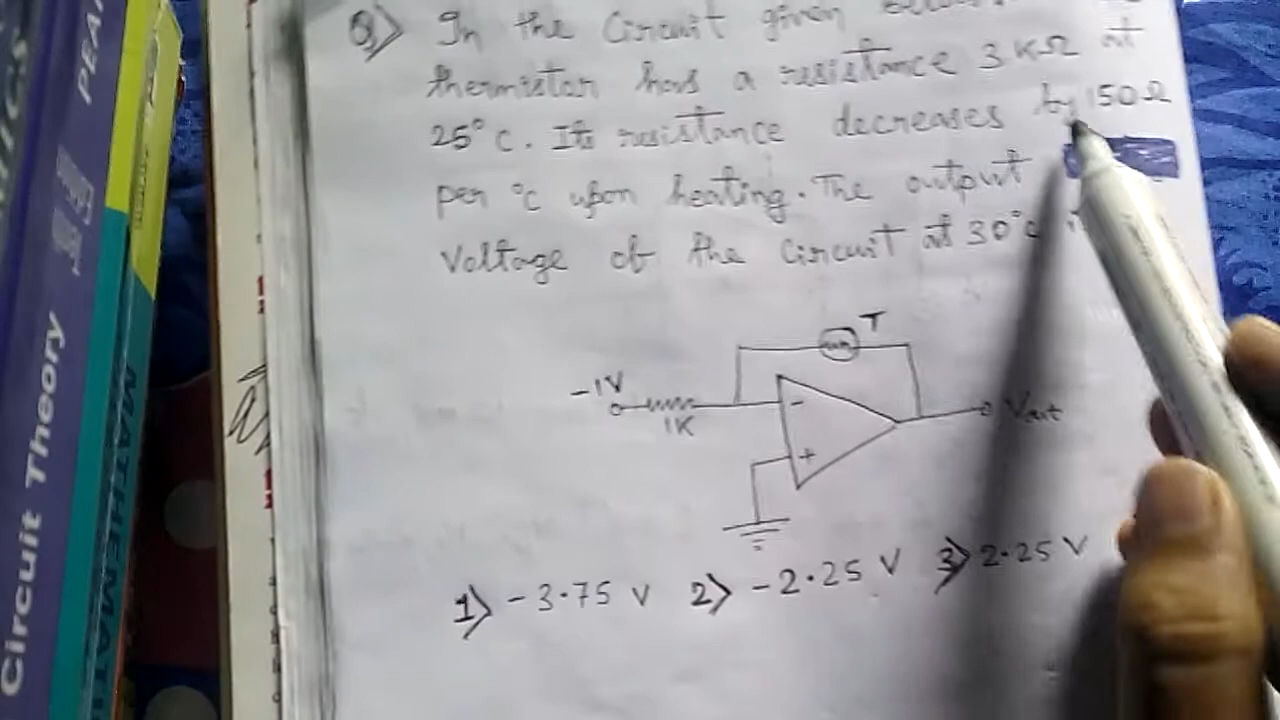 Q) In the Circuit given
thermistor has a resistance 3 KΩ at
25°C. Its resistance decreases by 150Ω
per °C upon heating. The output
Voltage of the circuit at 30°C
T
-1V
1K
-
+
Vout
1) -3.75 V 2) -2.25 V 3) 2.25 V
Circuit Theory
MATHEMAT
PEA